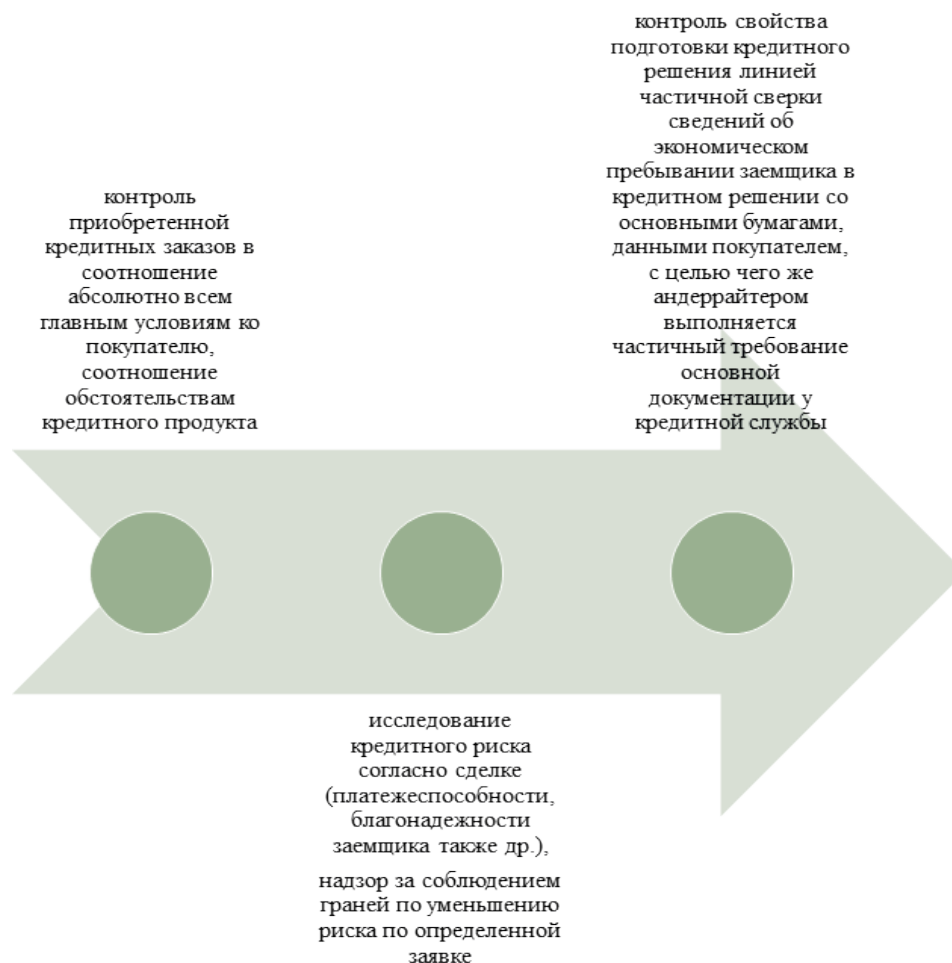 контроль
приобретенной
кредитных заказов в
соотношение
абсолютно всем
главным условиям ко
покупателю,
соотношение
обстоятельствам
кредитного продукта
исследование
кредитного риска
согласно сделке
(платежеспособности,
благонадежности
заемщика также др.),
надзор за соблюдением
граней по уменьшению
риска по определенной
заявке
контроль свойства
подготовки кредитного
решения линией
частичной сверки
сведений об
экономическом
пребывании заемщика в
кредитном решении со
основными бумагами,
данными покупателем,
с целью чего же
андеррайтером
выполняется
частичный требование
основной
документации у
кредитной службы